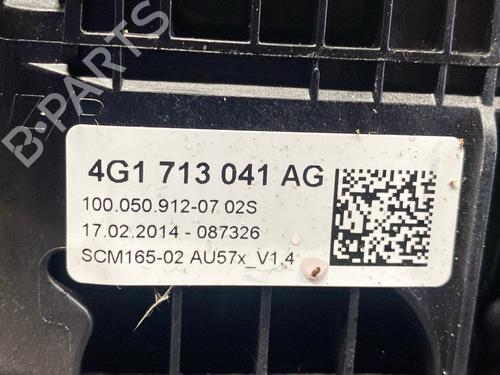 B-PARTS
4G1 713 041 AG
100.050.912-07 02S
17.02.2014 - 087326
SCM165-02 AU57x_V1.4